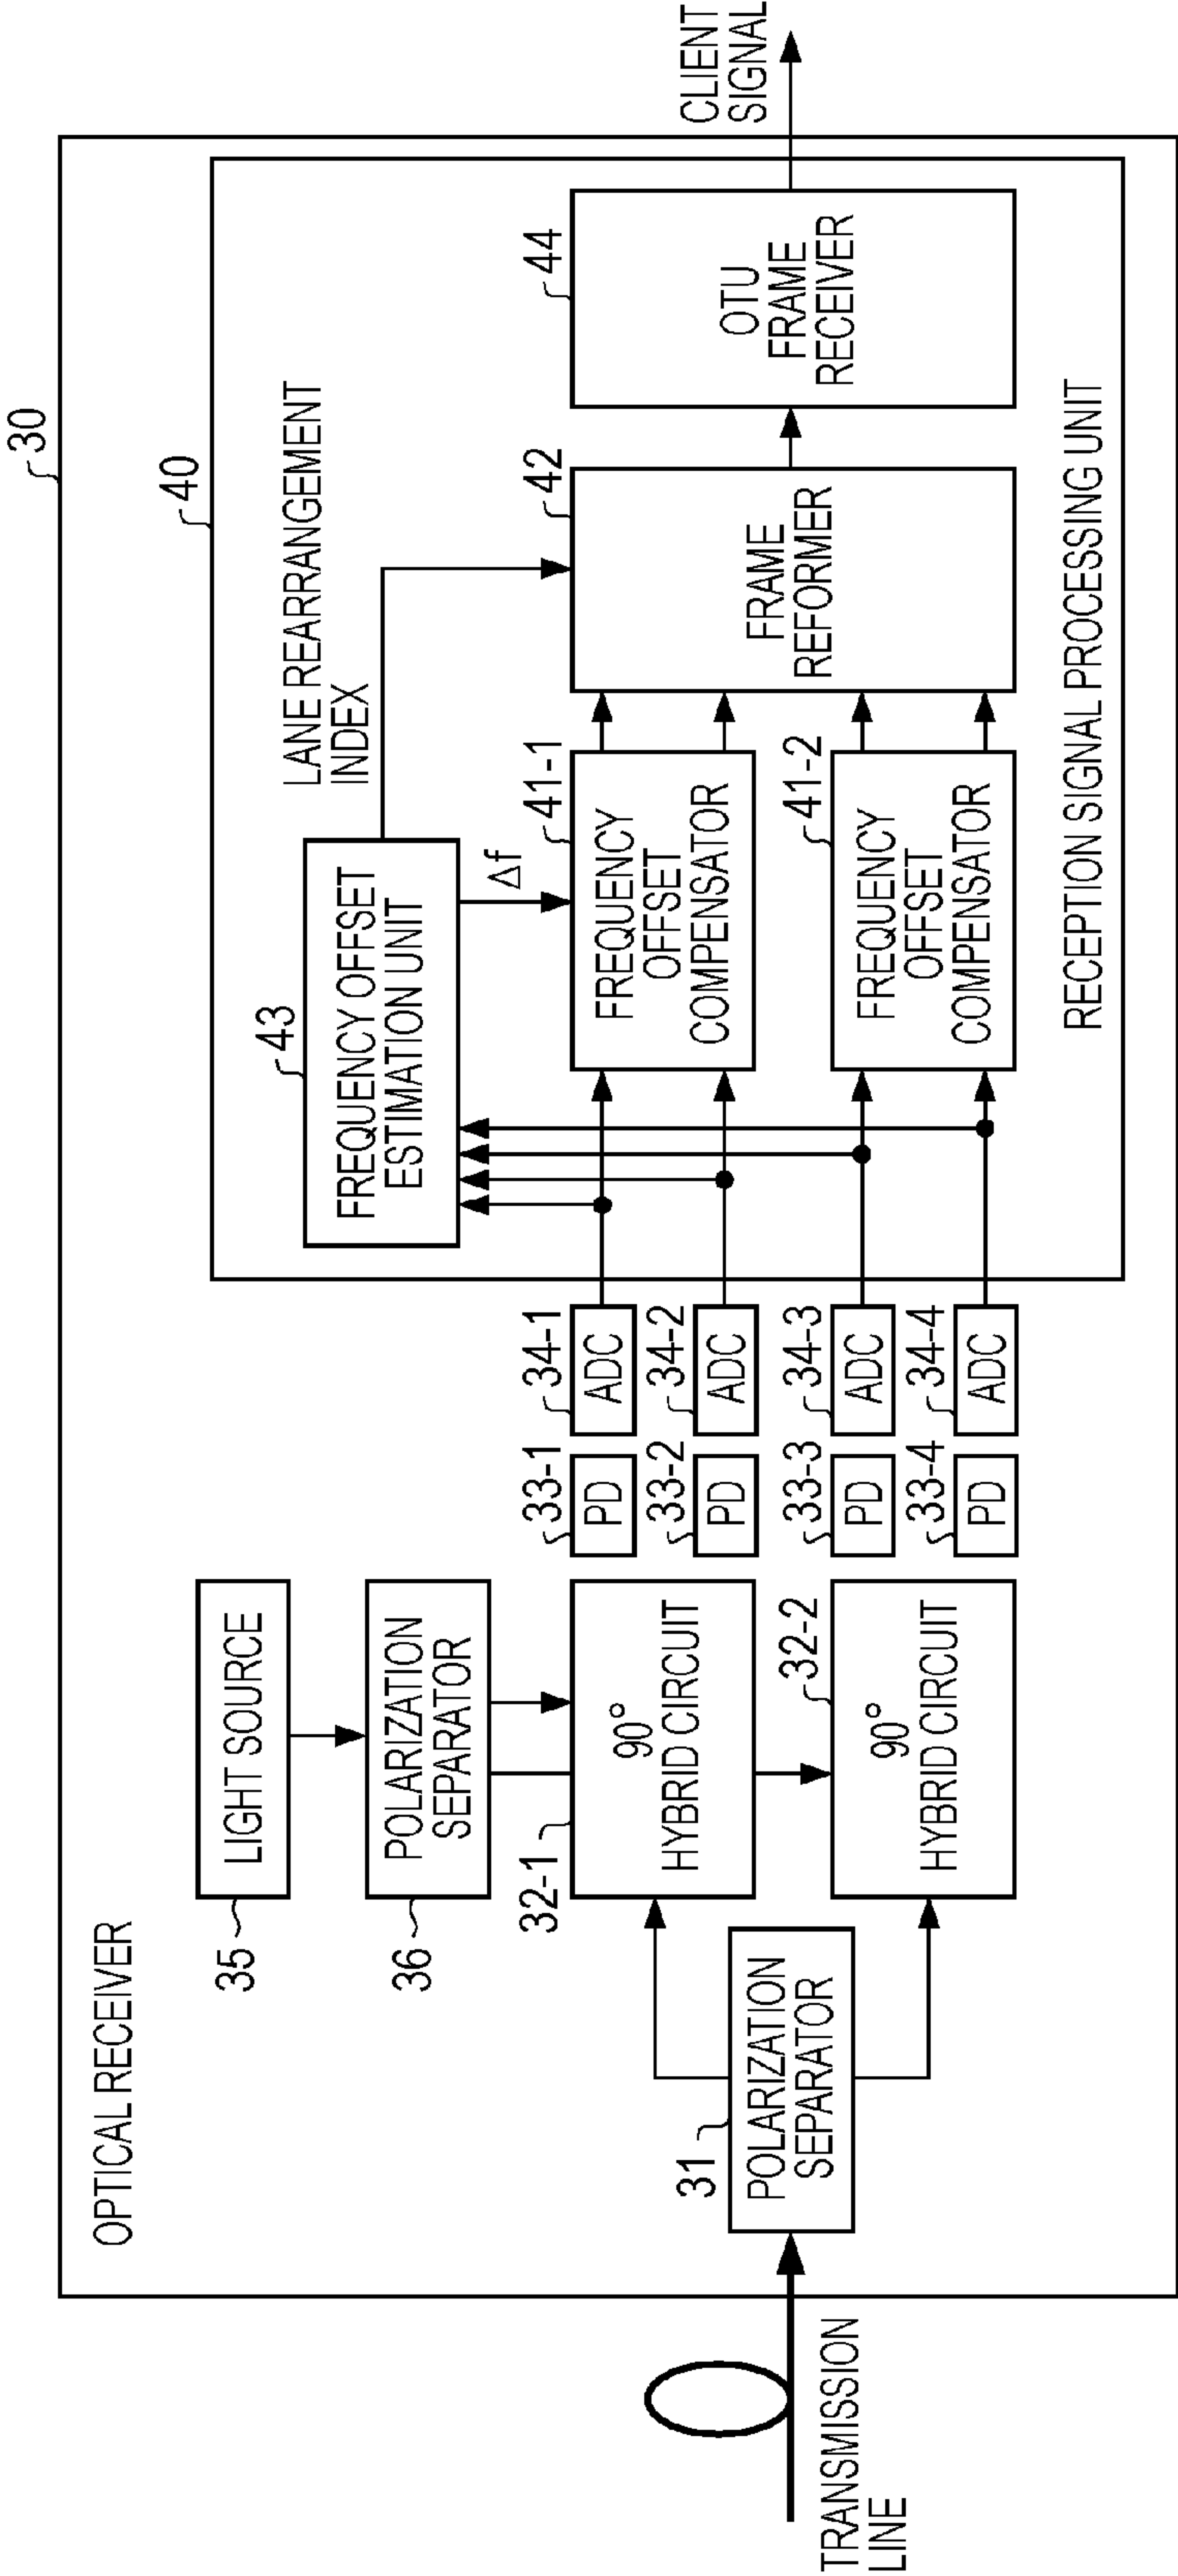 30
OPTICAL RECEIVER
40
35
LIGHT SOURCE
36
POLARIZATION
SEPARATOR
43
FREQUENCY OFFSET
ESTIMATION UNIT
LANE REARRANGEMENT
INDEX
Δf
CLIENT
SIGNAL
32-1
90°
HYBRID CIRCUIT
33-1
PD
34-1
ADC
33-2
PD
34-2
ADC
41-1
FREQUENCY
OFFSET
COMPENSATOR
42
FRAME
REFORMER
44
OTU
FRAME
RECEIVER
31
POLARIZATION
SEPARATOR
TRANSMISSION
LINE
32-2
90°
HYBRID CIRCUIT
33-3
PD
34-3
ADC
33-4
PD
34-4
ADC
41-2
FREQUENCY
OFFSET
COMPENSATOR
RECEPTION SIGNAL PROCESSING UNIT